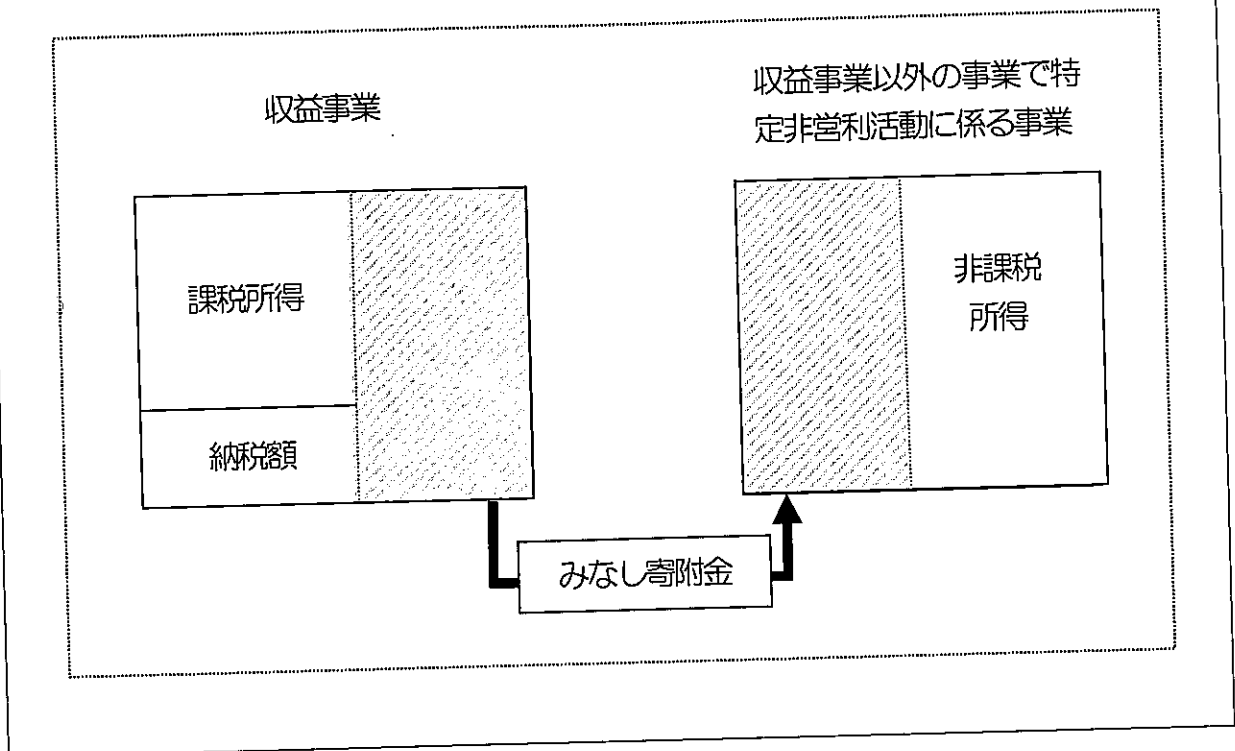 収益事業
収益事業以外の事業で特
定非営利活動に係る事業
課税所得
納税額
非課税
所得
みなし寄附金